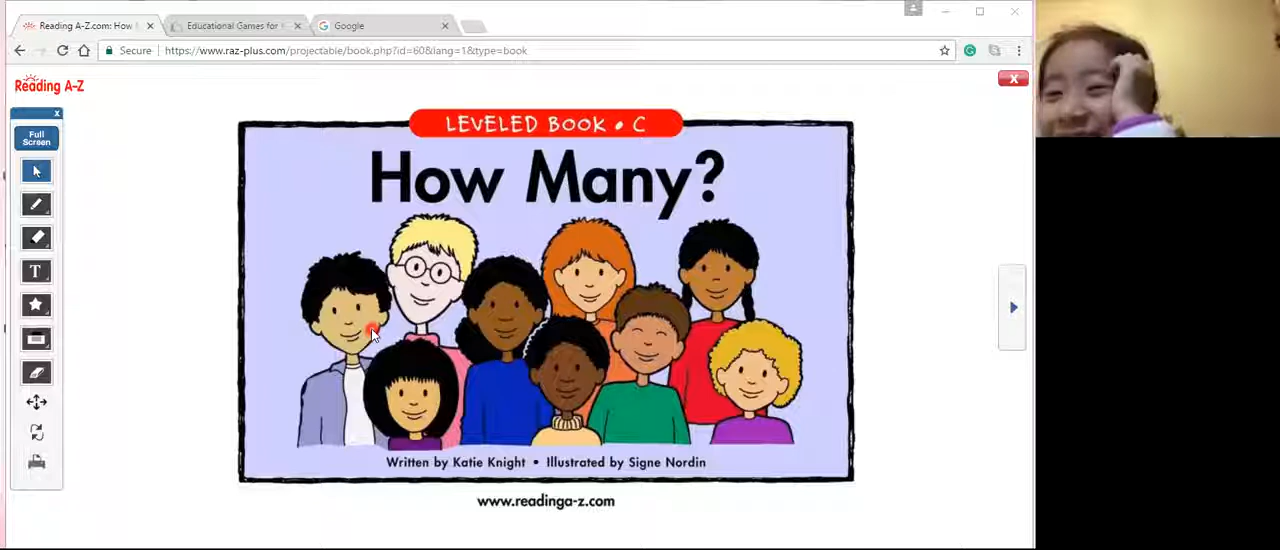 Reading A-Z.com: How M
Educational Games for K
Google
Secure
https://www.raz-plus.com/projectable/book.php?id=60&lang=1&type=book
Reading A-Z
X
x
Full
Screen
T
LEVELED BOOK • C
How Many?
Written by Katie Knight • Illustrated by Signe Nordin
www.readinga-z.com